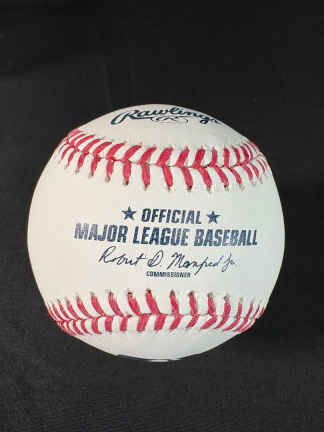 Rawlings
R
★ OFFICIAL ★
MAJOR LEAGUE BASEBALL
Robert D. Manfred Jr.
COMMISSIONER